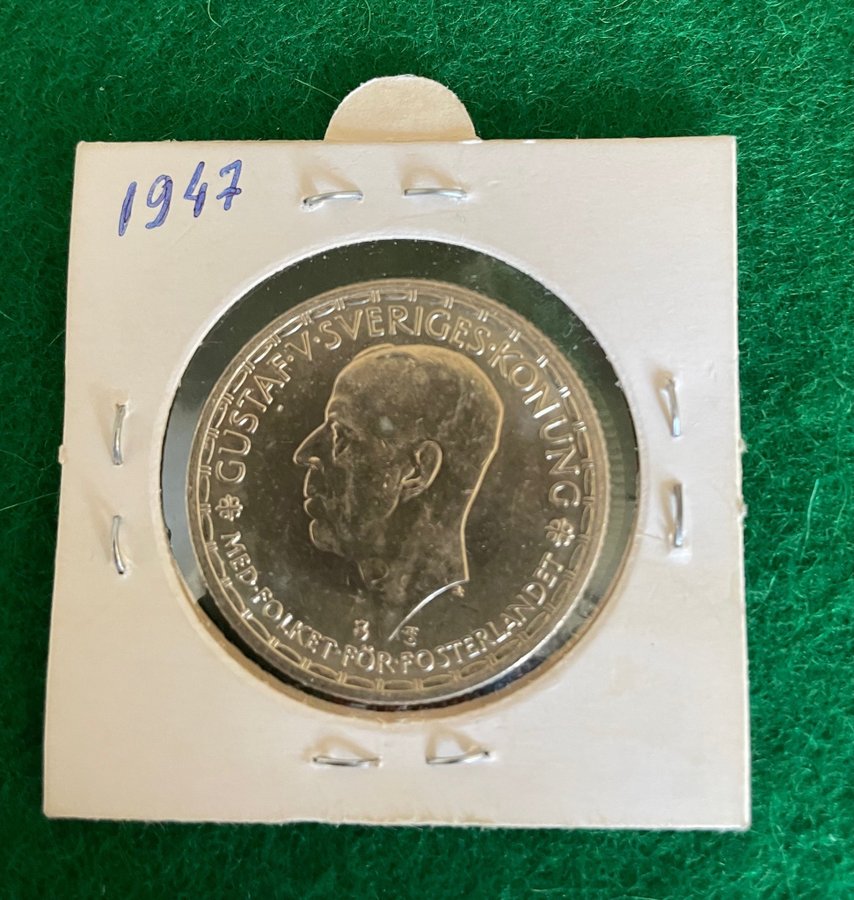 1947
GUSTAF·V·SVERIGES·KONUNG
MED·FOLKET·FÖR·FOSTERLANDET